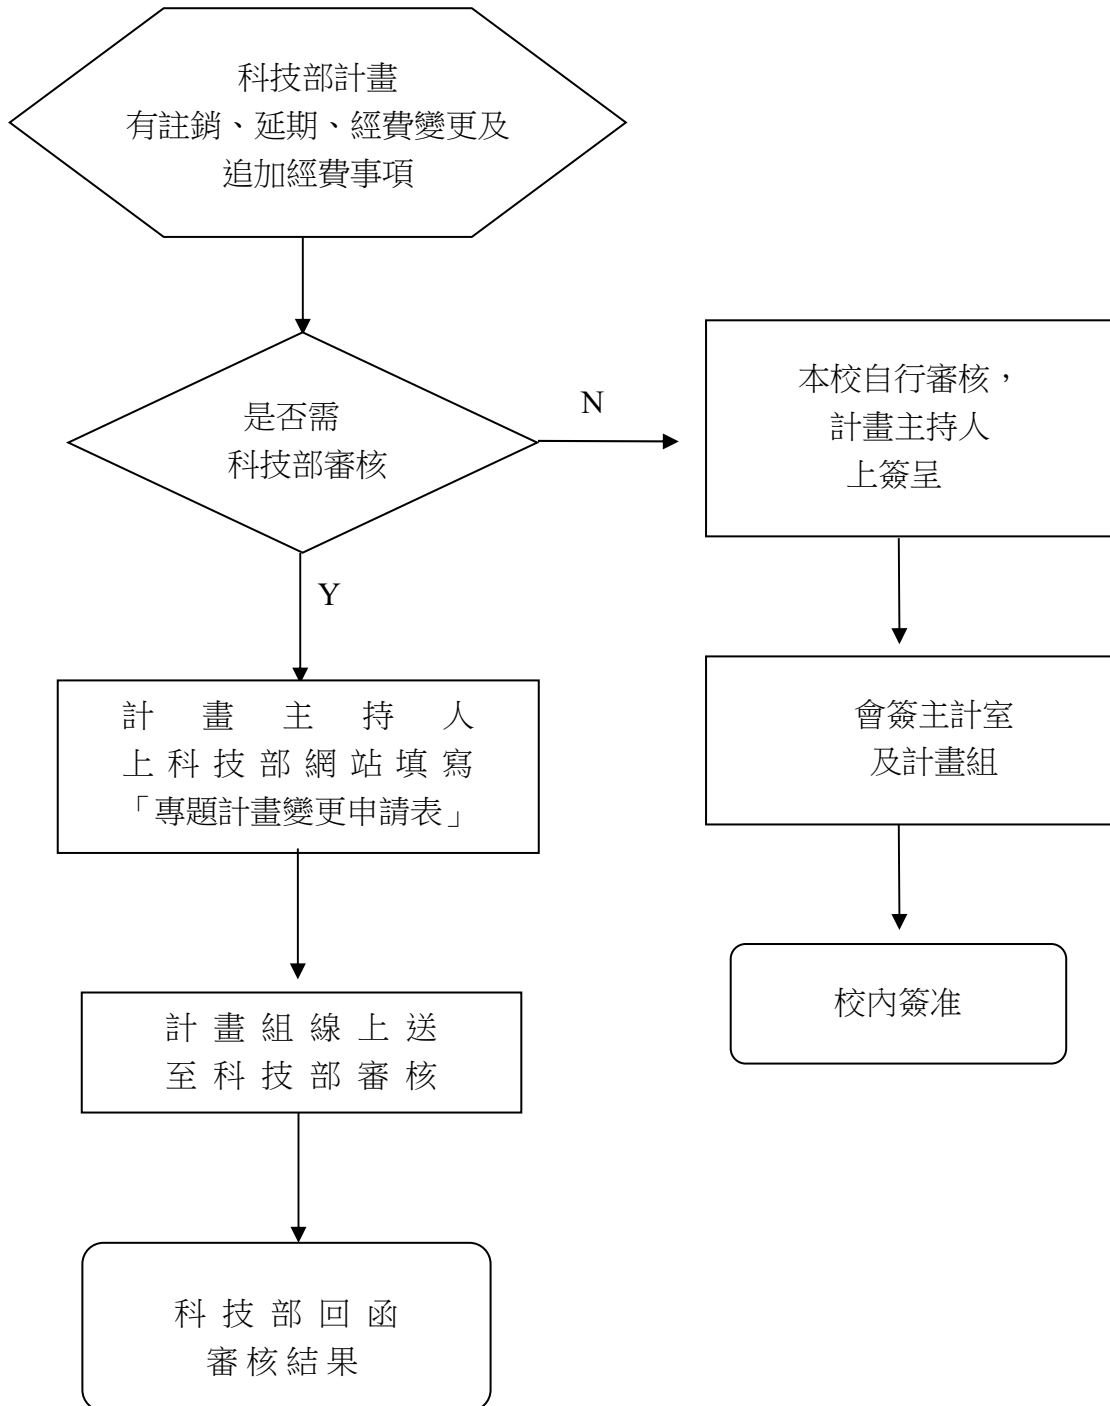 科技部計畫
有註銷、延期、經費變更及
追加經費事項
是否需
科技部審核
N
Y
本校自行審核，
計畫主持人
上簽呈
會簽主計室
及計畫組
校內簽准
計畫主持人
上科技部網站填寫
「專題計畫變更申請表」
計畫組線上送
至科技部審核
科技部回函
審核結果